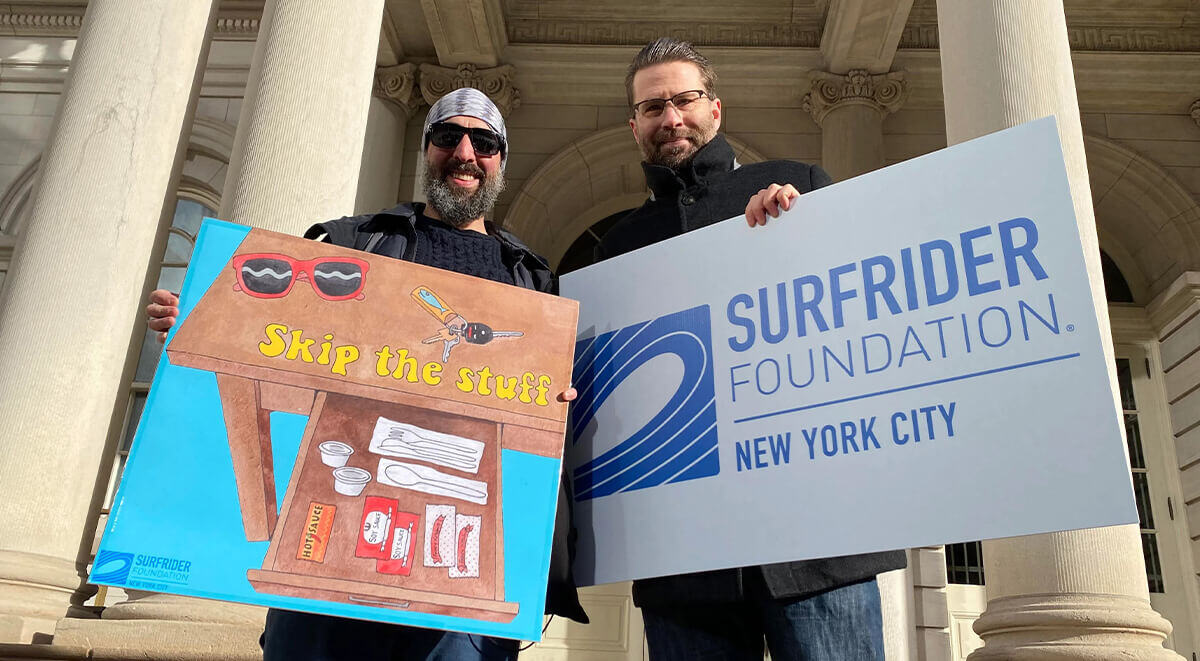 Skip the stuff
HOT SAUCE
SOY SAUCE
SOY SAUCE
SURFRIDER
FOUNDATION
NEW YORK CITY
SURFRIDER
FOUNDATION®
NEW YORK CITY